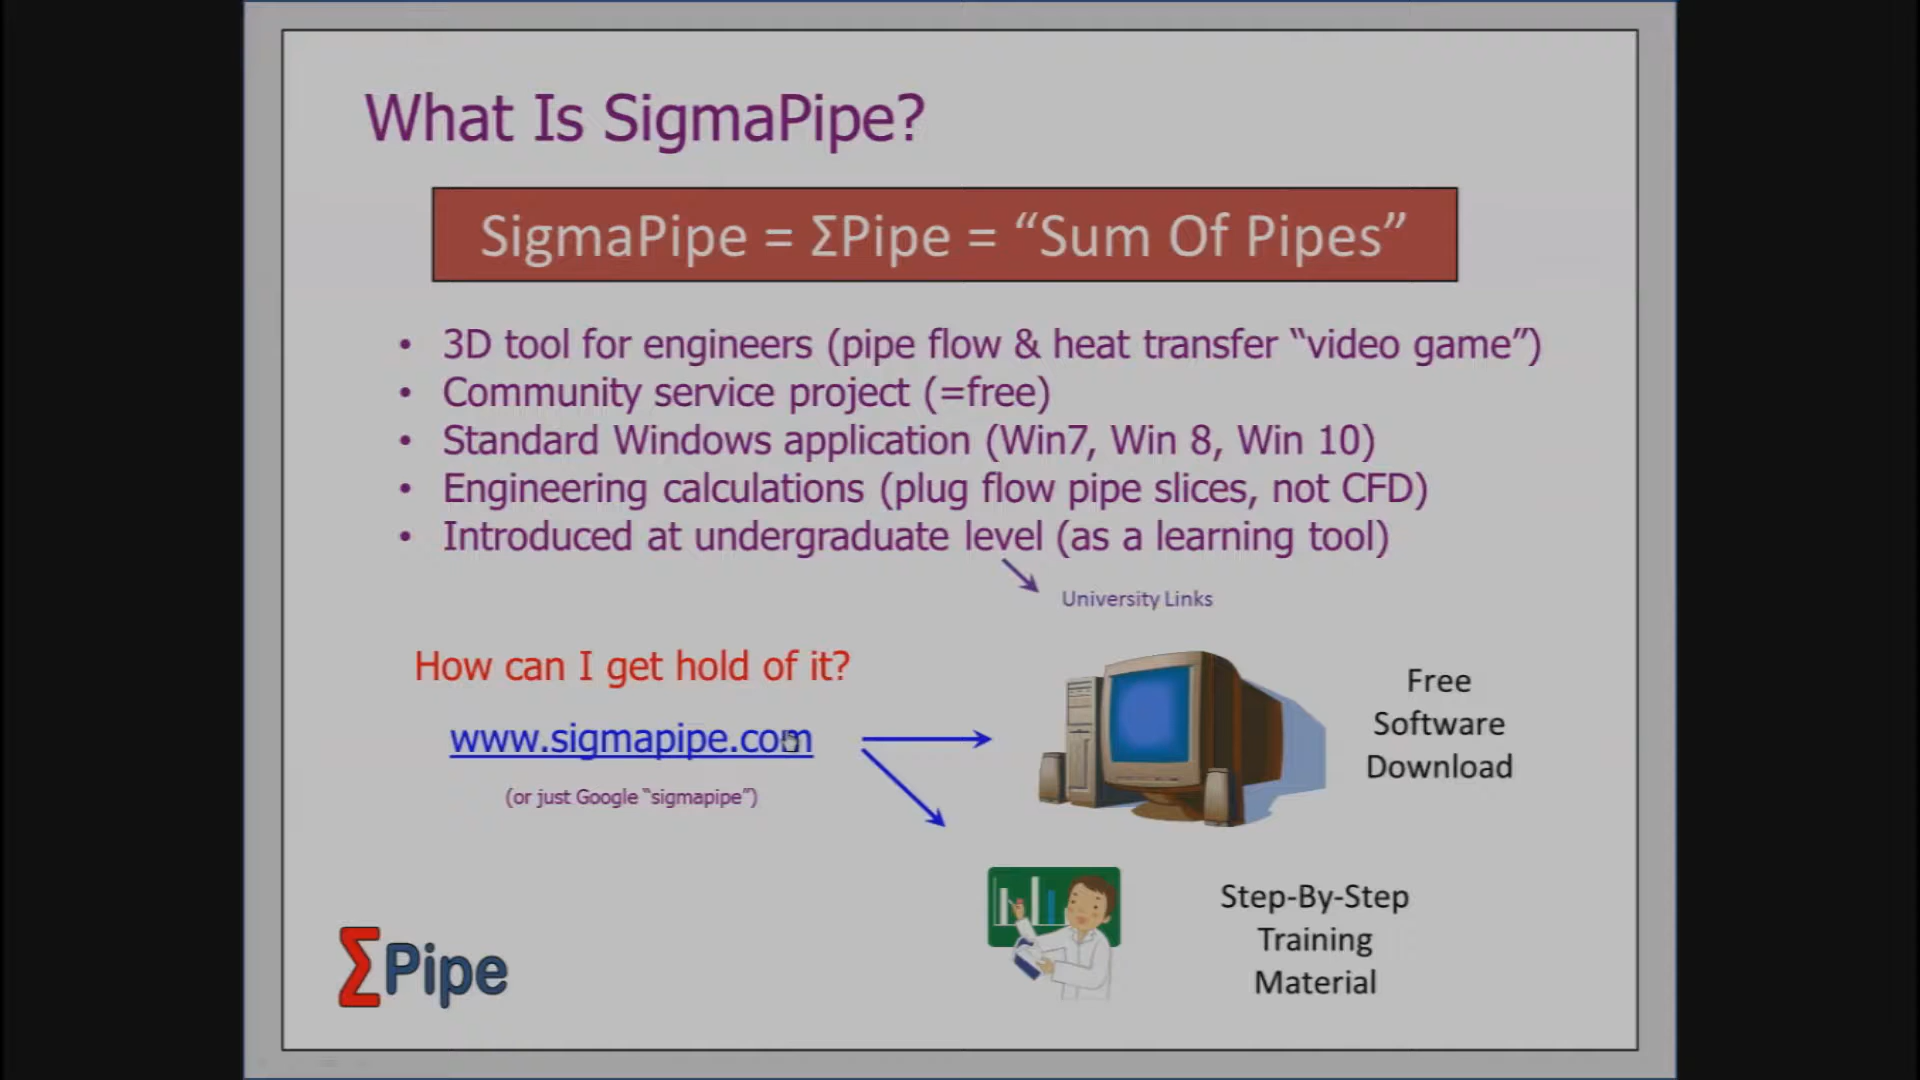 What Is SigmaPipe?
SigmaPipe = ΣPipe = “Sum Of Pipes”
• 3D tool for engineers (pipe flow & heat transfer “video game”)
• Community service project (=free)
• Standard Windows application (Win7, Win 8, Win 10)
• Engineering calculations (plug flow pipe slices, not CFD)
• Introduced at undergraduate level (as a learning tool)
University Links
How can I get hold of it?
www.sigmapipe.com
(or just Google “sigmapipe”)
Free
Software
Download
Step-By-Step
Training
Material
ΣPipe